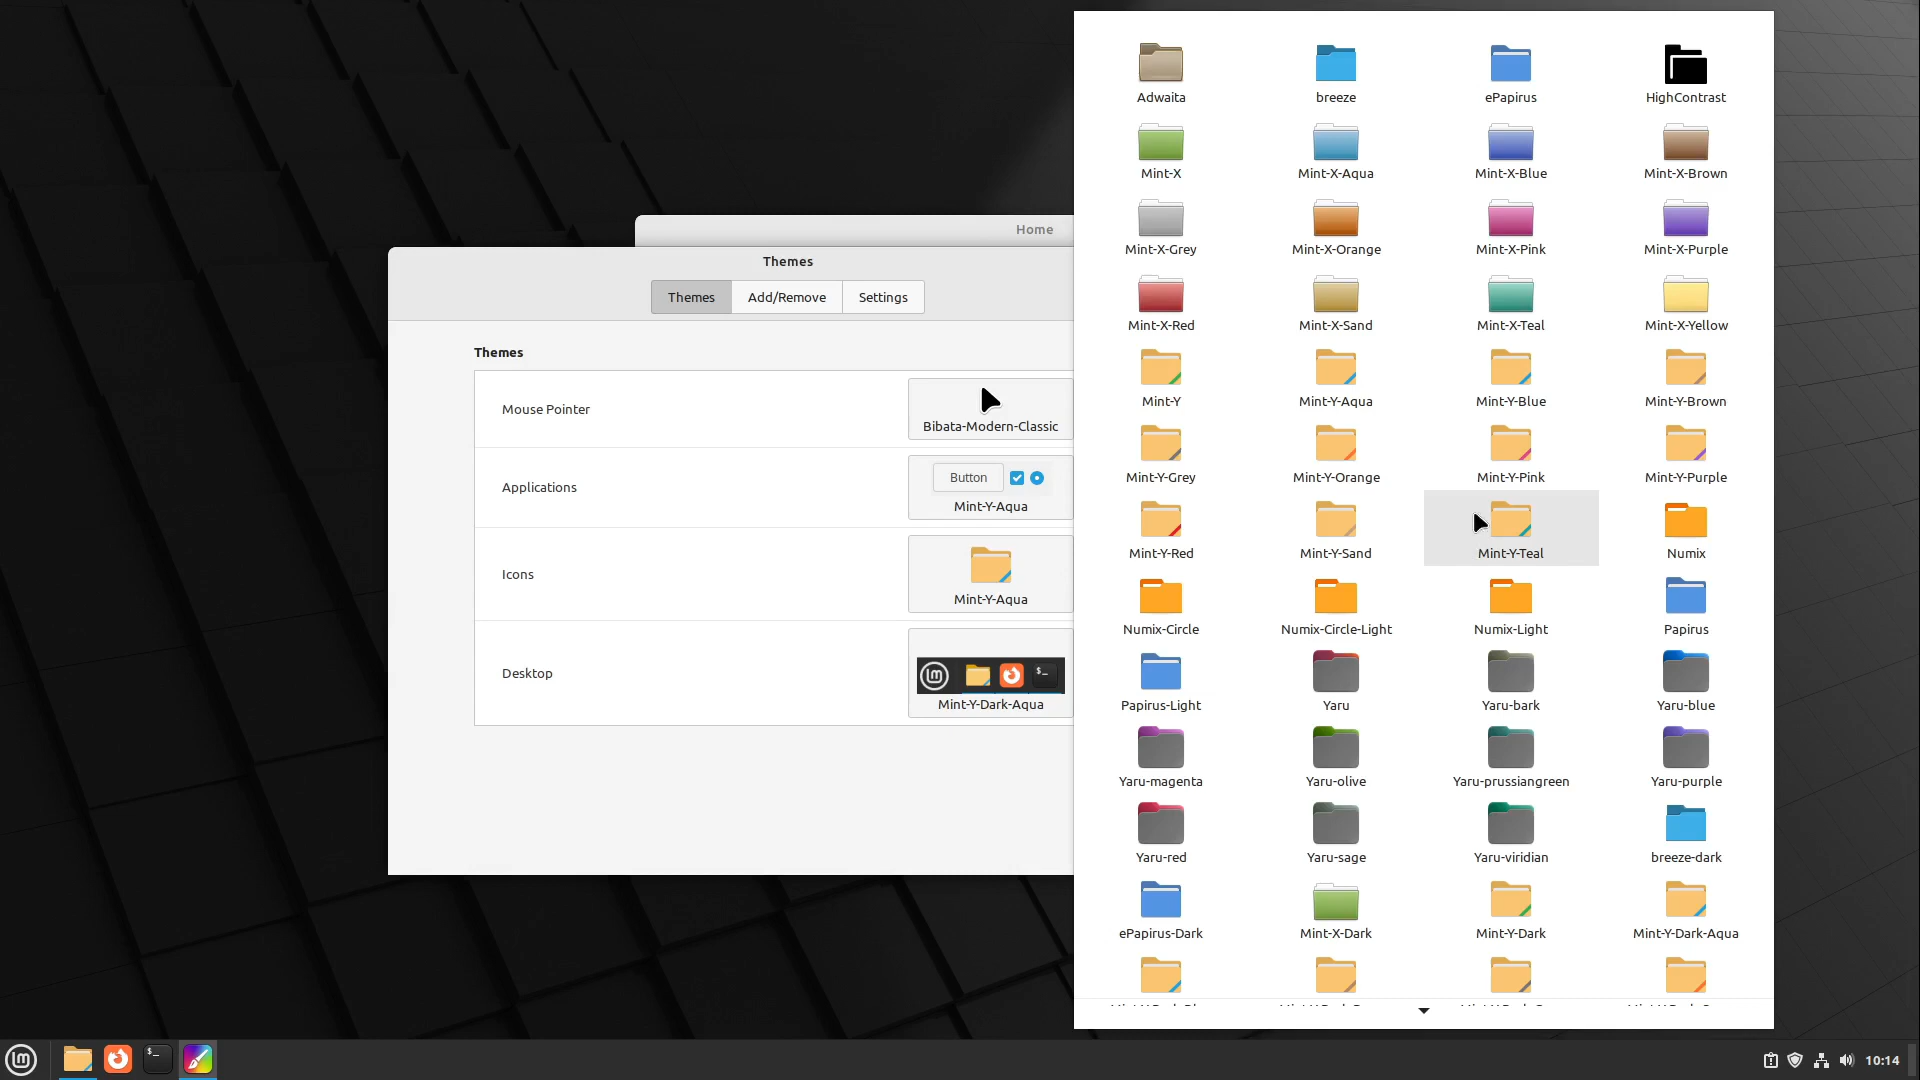 Home
Themes
Themes Add/Remove Settings
Themes
Mouse Pointer
Bibata-Modern-Classic
Applications
Button
Mint-Y-Aqua
Icons
Mint-Y-Aqua
Desktop
Mint-Y-Dark-Aqua
Adwaita breeze ePapirus HighContrast
Mint-X Mint-X-Aqua Mint-X-Blue Mint-X-Brown
Mint-X-Grey Mint-X-Orange Mint-X-Pink Mint-X-Purple
Mint-X-Red Mint-X-Sand Mint-X-Teal Mint-X-Yellow
Mint-Y Mint-Y-Aqua Mint-Y-Blue Mint-Y-Brown
Mint-Y-Grey Mint-Y-Orange Mint-Y-Pink Mint-Y-Purple
Mint-Y-Red Mint-Y-Sand Mint-Y-Teal Numix
Numix-Circle Numix-Circle-Light Numix-Light Papirus
Papirus-Light Yaru Yaru-bark Yaru-blue
Yaru-magenta Yaru-olive Yaru-prussiangreen Yaru-purple
Yaru-red Yaru-sage Yaru-viridian breeze-dark
ePapirus-Dark Mint-X-Dark Mint-Y-Dark Mint-Y-Dark-Aqua
10:14